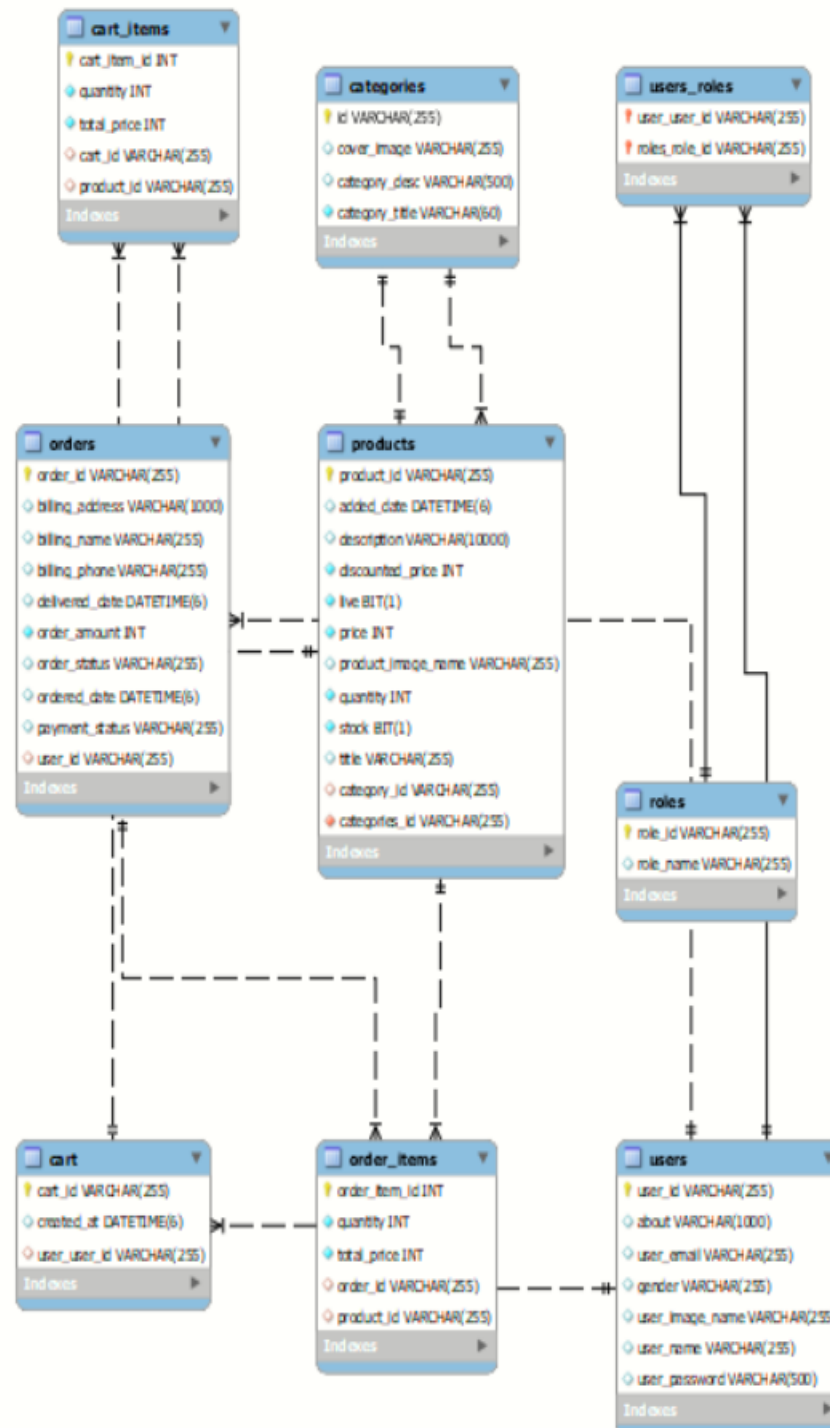 cart_items
cart_item_id INT
quantity INT
total_price INT
cart_id VARCHAR(255)
product_id VARCHAR(255)
Indexes
categories
id VARCHAR(255)
cover_image VARCHAR(255)
category_desc VARCHAR(500)
category_title VARCHAR(60)
Indexes
users_roles
user_user_id VARCHAR(255)
roles_role_id VARCHAR(255)
Indexes
orders
order_id VARCHAR(255)
billing_address VARCHAR(1000)
billing_name VARCHAR(255)
billing_phone VARCHAR(255)
delivered_date DATETIME(6)
order_amount INT
order_status VARCHAR(255)
ordered_date DATETIME(6)
payment_status VARCHAR(255)
user_id VARCHAR(255)
Indexes
products
product_id VARCHAR(255)
added_date DATETIME(6)
description VARCHAR(10000)
discounted_price INT
live BIT(1)
price INT
product_image_name VARCHAR(255)
quantity INT
stock BIT(1)
title VARCHAR(255)
category_id VARCHAR(255)
categories_id VARCHAR(255)
Indexes
roles
role_id VARCHAR(255)
role_name VARCHAR(255)
Indexes
cart
cart_id VARCHAR(255)
created_at DATETIME(6)
user_user_id VARCHAR(255)
Indexes
order_items
order_item_id INT
quantity INT
total_price INT
order_id VARCHAR(255)
product_id VARCHAR(255)
Indexes
users
user_id VARCHAR(255)
about VARCHAR(1000)
user_email VARCHAR(255)
gender VARCHAR(255)
user_image_name VARCHAR(255
user_name VARCHAR(255)
user_password VARCHAR(500)
Indexes